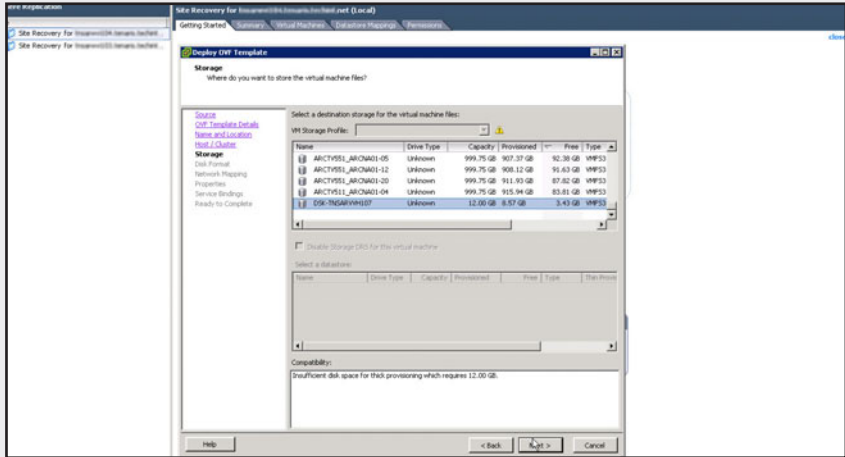 ere Replication
Site Recovery for .net (Local)
Getting Started Summary Virtual Machines Datastore Mappings Permissions
Site Recovery for
Site Recovery for
close
Deploy OVF Template
Storage
Where do you want to store the virtual machine files?
Source
OVF Template Details
Name and Location
Host / Cluster
Storage
Disk Format
Network Mapping
Properties
Service Bindings
Ready to Complete
Select a destination storage for the virtual machine files:
VM Storage Profile:
Name Drive Type Capacity Provisioned Free Type
ARCTV551_ARCNA01-05 Unknown 999.75 GB 907.37 GB 92.38 GB VMFS3
ARCTV551_ARCNA01-12 Unknown 999.75 GB 908.12 GB 91.63 GB VMFS3
ARCTV551_ARCNA01-20 Unknown 999.75 GB 911.93 GB 87.82 GB VMFS3
ARCTV511_ARCNA01-04 Unknown 999.75 GB 915.94 GB 83.81 GB VMFS3
DSK-TNSARVVH107 Unknown 12.00 GB 8.57 GB 3.43 GB VMFS3
Disable Storage DRS for this virtual machine
Select a datastore:
Name Drive Type Capacity Provisioned Free Type Thin Provis
Compatibility:
Insufficient disk space for thick provisioning which requires 12.00 GB.
Help < Back Next > Cancel